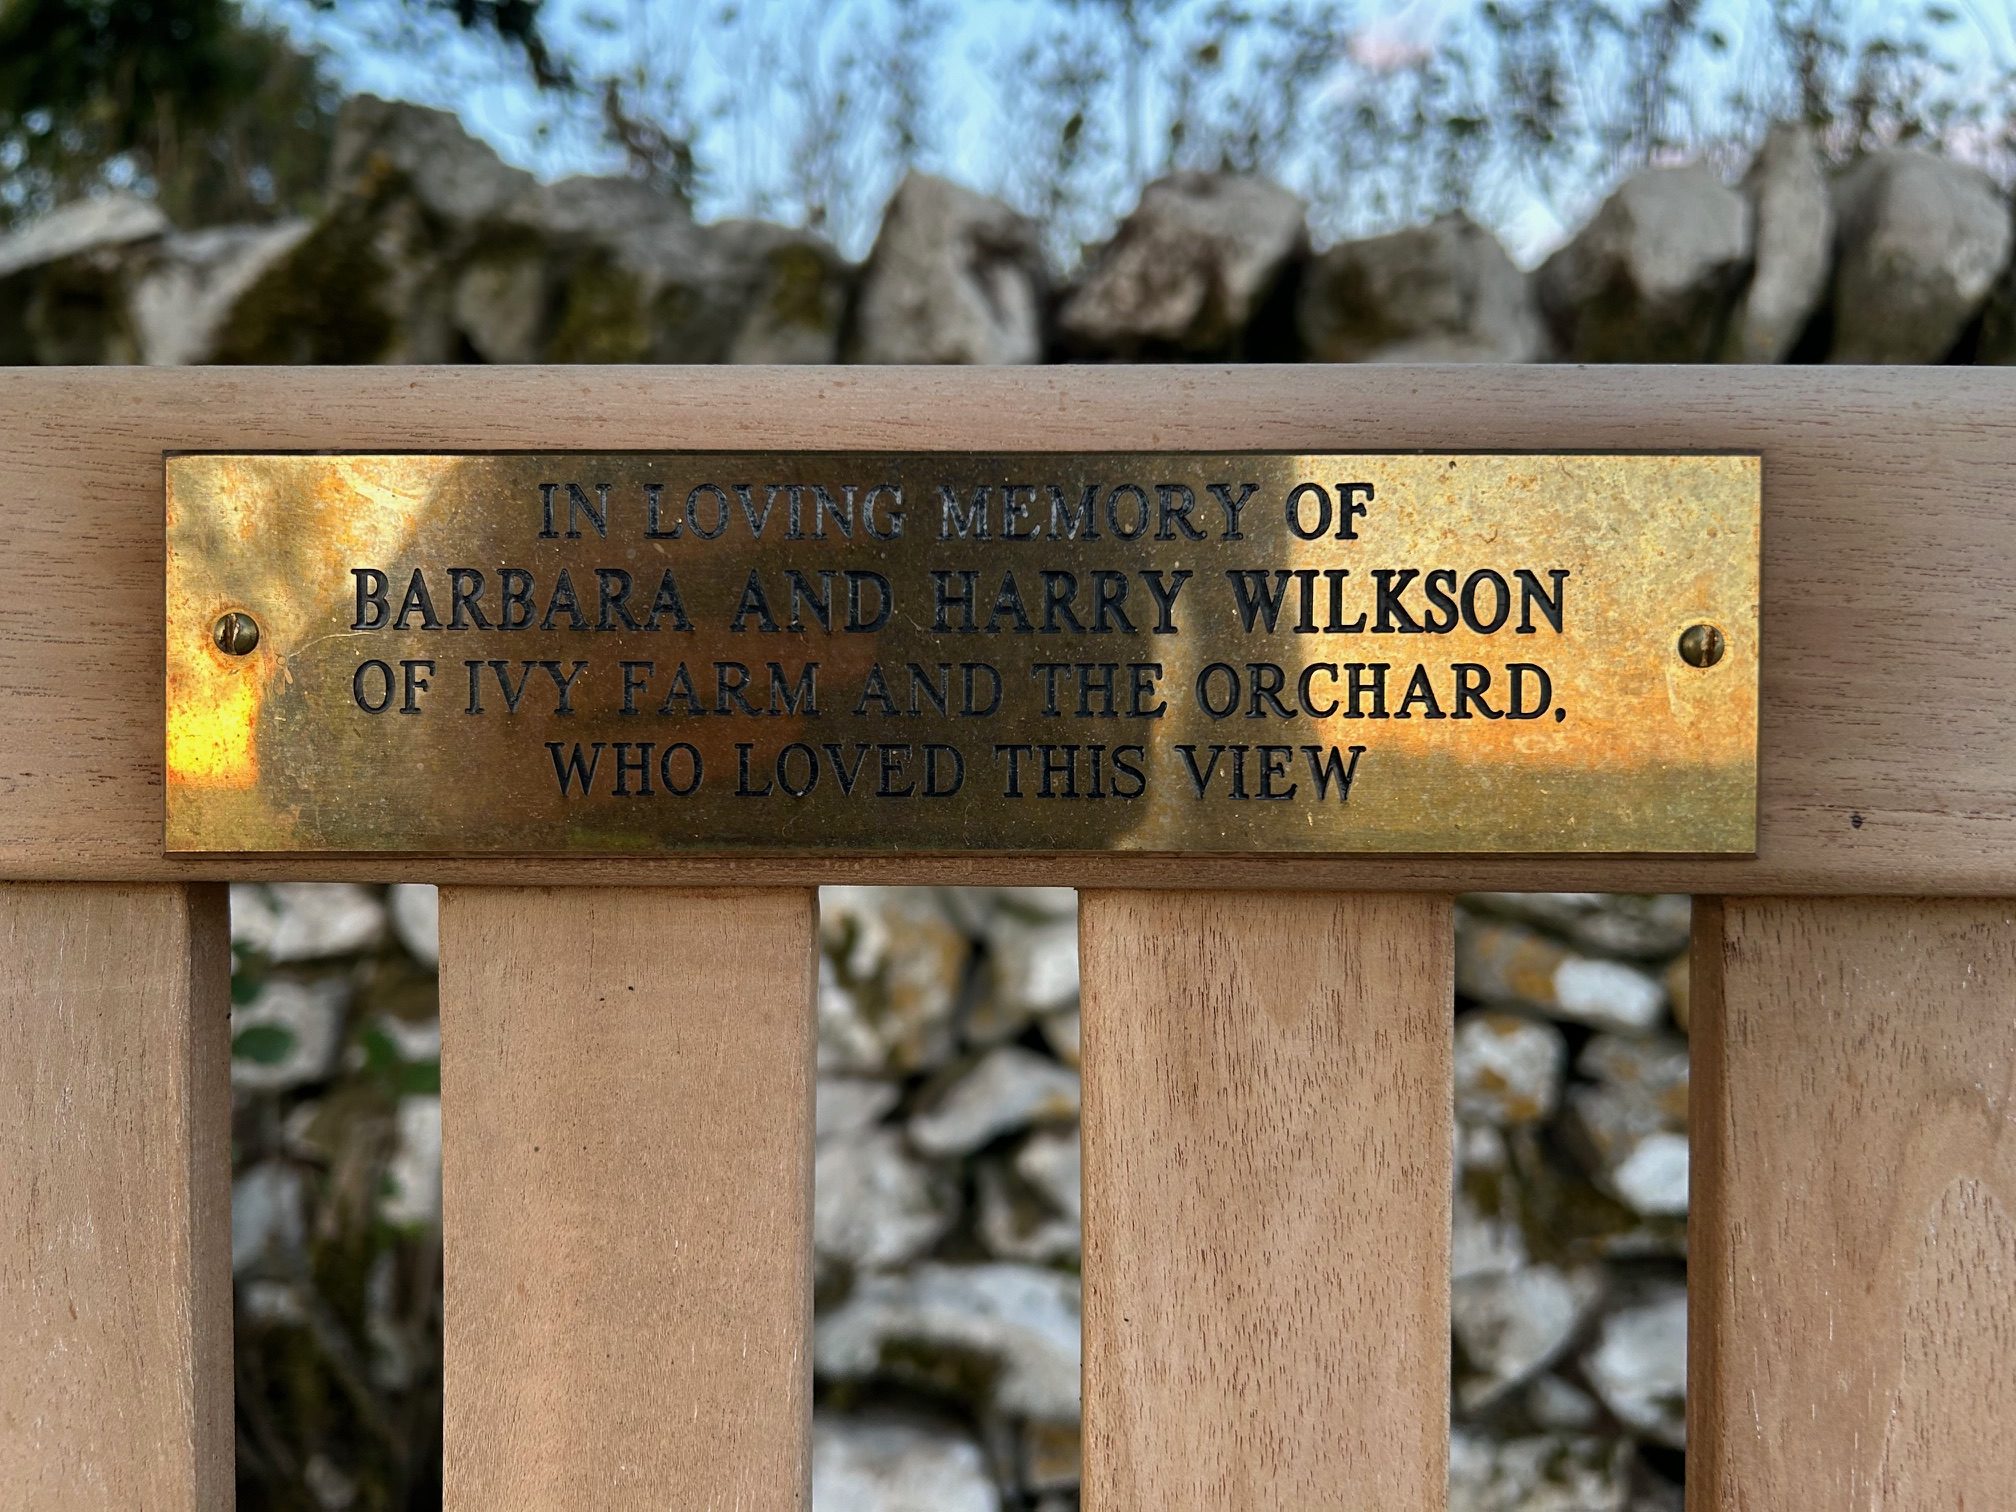 IN LOVING MEMORY OF
BARBARA AND HARRY WILKSON
OF IVY FARM AND THE ORCHARD.
WHO LOVED THIS VIEW